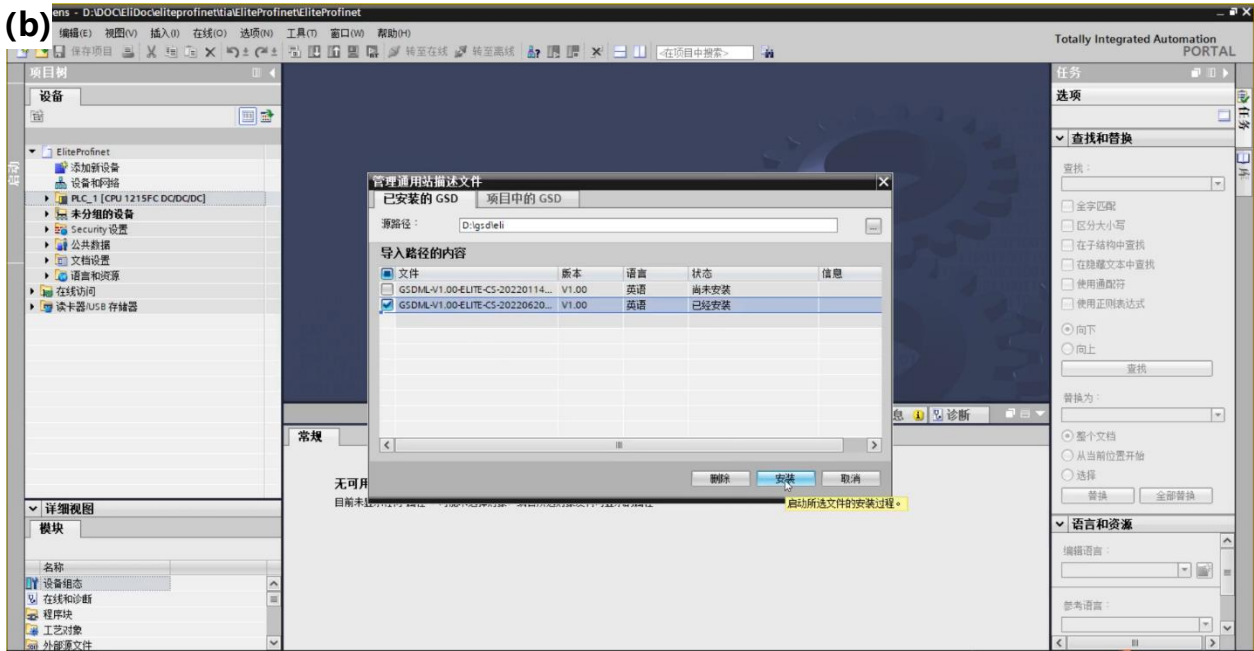 (b)
ens - D:\DOC\EliDoc\eliteprofinet\tia\EliteProfinet\EliteProfinet
编辑(E) 视图(V) 插入(I) 在线(O) 选项(N) 工具(T) 窗口(W) 帮助(H)
Totally Integrated Automation
PORTAL
保存项目 转至在线 转至离线 <在项目中搜索>
项目树
设备
EliteProfinet
添加新设备
设备和网络
PLC_1 [CPU 1215FC DC/DC/DC]
未分组的设备
Security 设置
公共数据
文档设置
语言和资源
在线访问
读卡器/USB 存储器
启动
管理通用站描述文件
已安装的 GSD 项目中的 GSD
源路径: D:\gsd\eli
导入路径的内容
文件 版本 语言 状态 信息
GSDML-V1.00-ELITE-CS-20220114... V1.00 英语 尚未安装
GSDML-V1.00-ELITE-CS-20220620... V1.00 英语 已经安装
删除 安装 取消
启动所选文件的安装过程。
息 诊断
常规
无可用
目前未
详细视图
模块
名称
设备组态
在线和诊断
程序块
工艺对象
外部源文件
任务
选项
查找和替换
查找:
全字匹配
区分大小写
在子结构中查找
在隐藏文本中查找
使用通配符
使用正则表达式
向下
向上
查找
替换为:
整个文档
从当前位置开始
选择
替换 全部替换
语言和资源
编辑语言:
参考语言:
任务
库